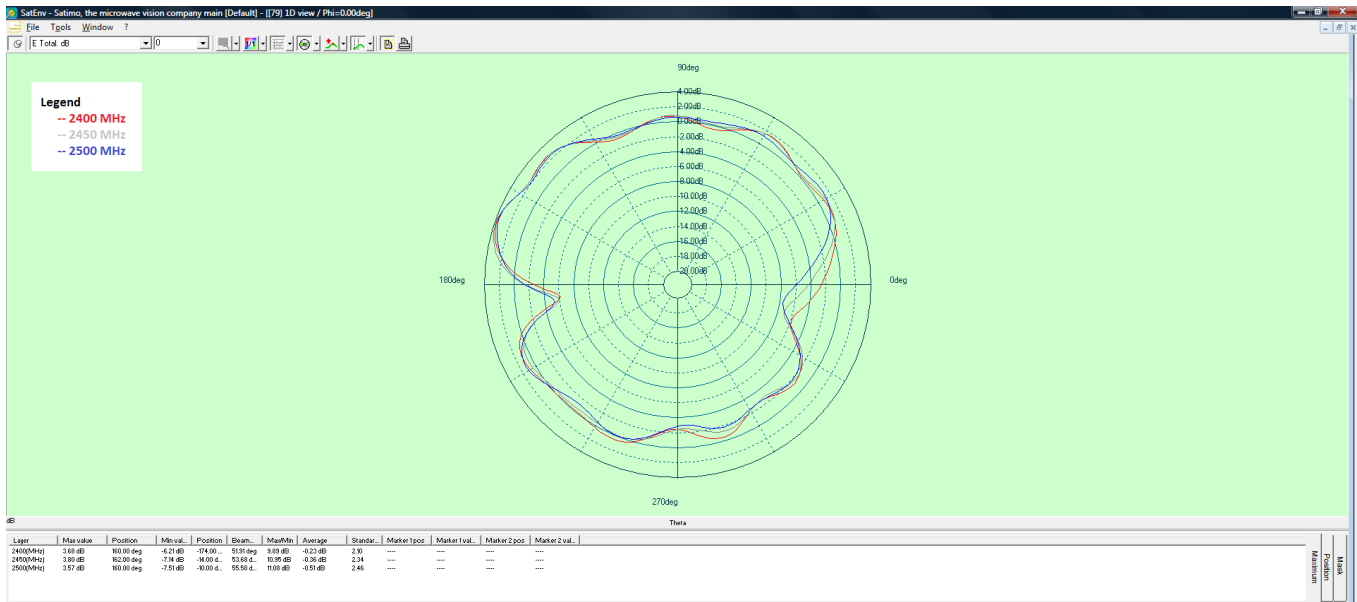 SatEnv - Satimo, the microwave vision company main [Default] - [[79] 1D view / Phi=0.00deg]
File Tools Window ?
E Total. dB 0
Legend
-- 2400 MHz
-- 2450 MHz
-- 2500 MHz
90deg
4.00dB
2.00dB
0.00dB
-2.00dB
-4.00dB
-6.00dB
-8.00dB
-10.00dB
-12.00dB
-14.00dB
-16.00dB
-18.00dB
-20.00dB
180deg
0deg
270deg
dB
Theta
Layer Max value Position Min val... Position Beam... Max/Min Average Standar... Marker 1 pos Marker 1 val... Marker 2 pos Marker 2 val...
2400(MHz) 3.68 dB 160.00 deg -6.21 dB -174.00 ... 51.91 deg 9.89 dB -0.23 dB 2.10 ---- ---- ---- ----
2450(MHz) 3.80 dB 162.00 deg -7.14 dB -14.00 d... 53.68 d... 10.95 dB -0.36 dB 2.34 ---- ---- ---- ----
2500(MHz) 3.57 dB 160.00 deg -7.51 dB -10.00 d... 55.58 d... 11.08 dB -0.51 dB 2.46 ---- ---- ---- ----
Maximum
Position
Mask